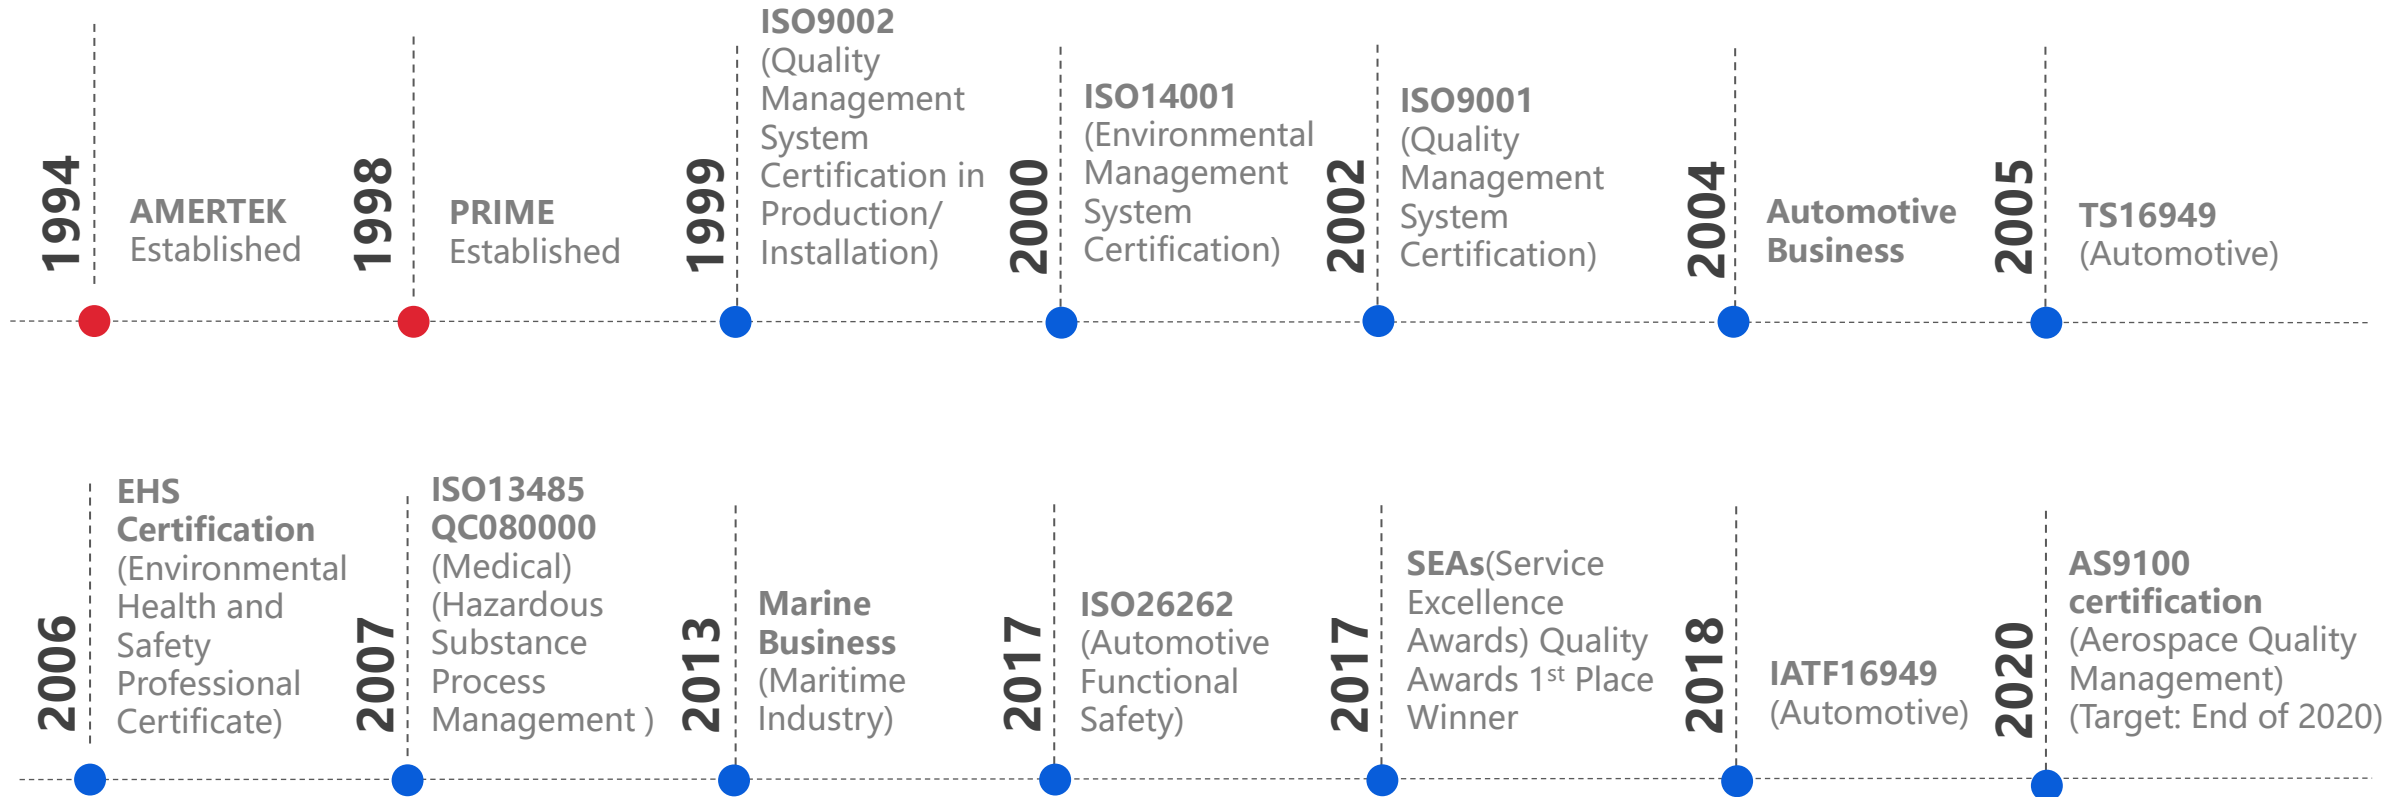 1994
AMERTEK
Established
1998
PRIME
Established
1999
ISO9002
(Quality
Management
System
Certification in
Production/
Installation)
2000
ISO14001
(Environmental
Management
System
Certification)
2002
ISO9001
(Quality
Management
System
Certification)
2004
Automotive
Business
2005
TS16949
(Automotive)
2006
EHS
Certification
(Environmental
Health and
Safety
Professional
Certificate)
2007
ISO13485
QC080000
(Medical)
(Hazardous
Substance
Process
Management )
2013
Marine
Business
(Maritime
Industry)
2017
ISO26262
(Automotive
Functional
Safety)
2017
SEAs(Service
Excellence
Awards) Quality
Awards 1st Place
Winner
2018
IATF16949
(Automotive)
2020
AS9100
certification
(Aerospace Quality
Management)
(Target: End of 2020)